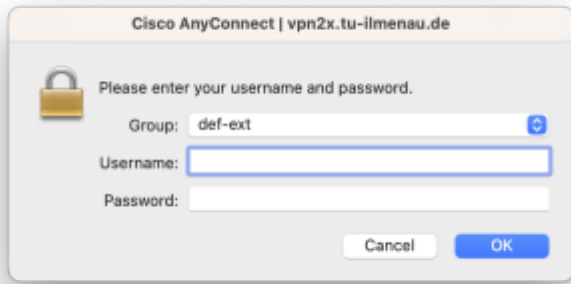 Cisco AnyConnect | vpn2x.tu-ilmenau.de
Please enter your username and password.
Group: def-ext
Username:
Password:
Cancel OK